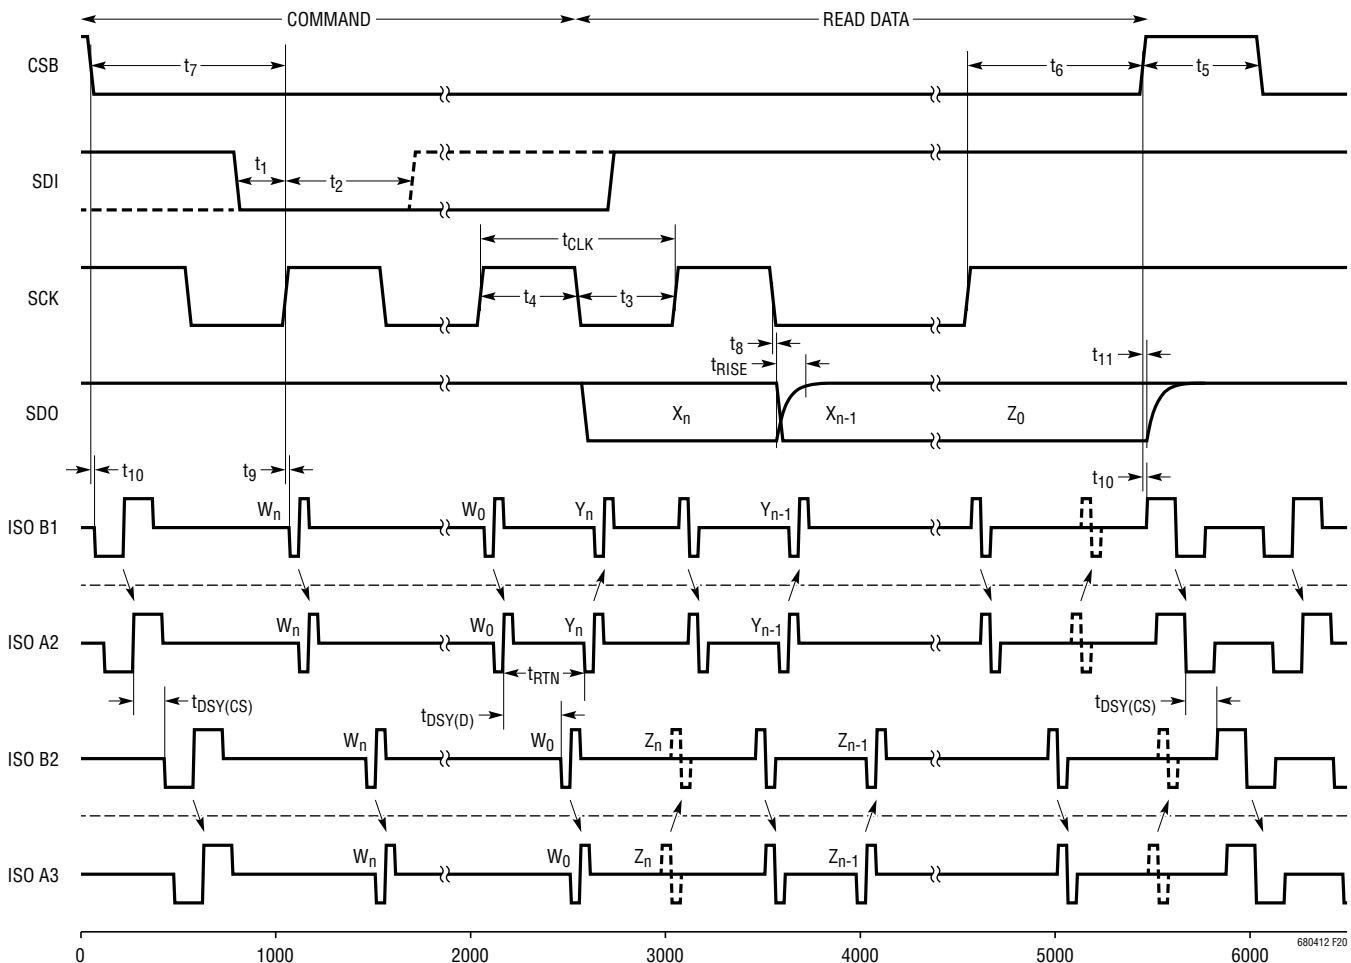 COMMAND READ DATA
CSB t7 t6 t5
SDI t1 t2
tCLK
SCK t4 t3
t8
tRISE t11
SDO Xn Xn-1 Z0
t10 t9 t10
Wn W0 Yn Yn-1
ISO B1
Wn W0 Yn Yn-1
ISO A2
tRTN
tDSY(CS) tDSY(D) tDSY(CS)
Wn W0 Zn Zn-1
ISO B2
Wn W0 Zn Zn-1
ISO A3
680412 F20
0 1000 2000 3000 4000 5000 6000